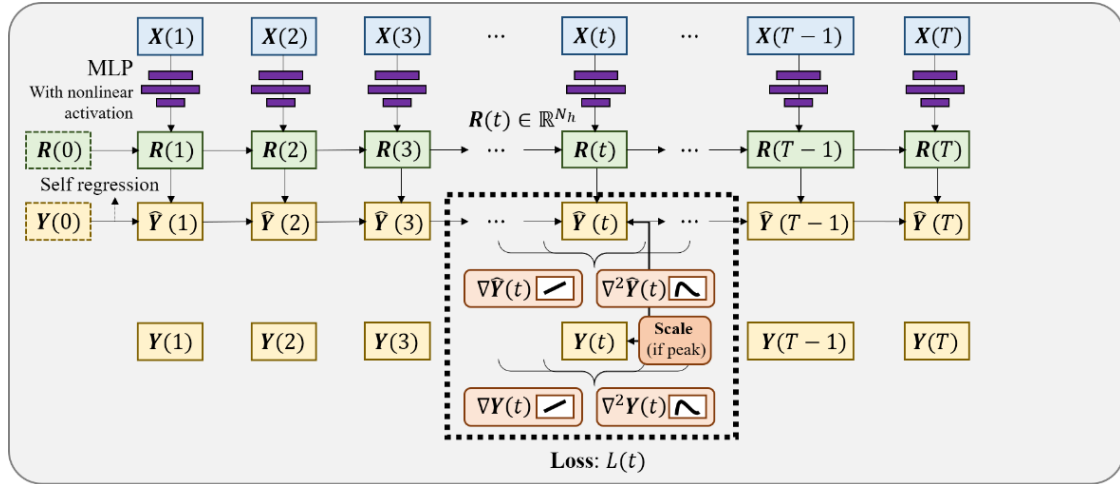 X(1) X(2) X(3) ... X(t) ... X(T − 1) X(T)
MLP
With nonlinear
activation
R(t) ∈ ℝ^{N_h}
R(0) R(1) R(2) R(3) ... R(t) ... R(T − 1) R(T)
Self regression
Y(0) Ŷ(1) Ŷ(2) Ŷ(3) ... Ŷ(t) ... Ŷ(T − 1) Ŷ(T)
∇Ŷ(t) ∇²Ŷ(t)
Y(1) Y(2) Y(3) Y(t) Scale Y(T − 1) Y(T)
(if peak)
∇Y(t) ∇²Y(t)
Loss: L(t)